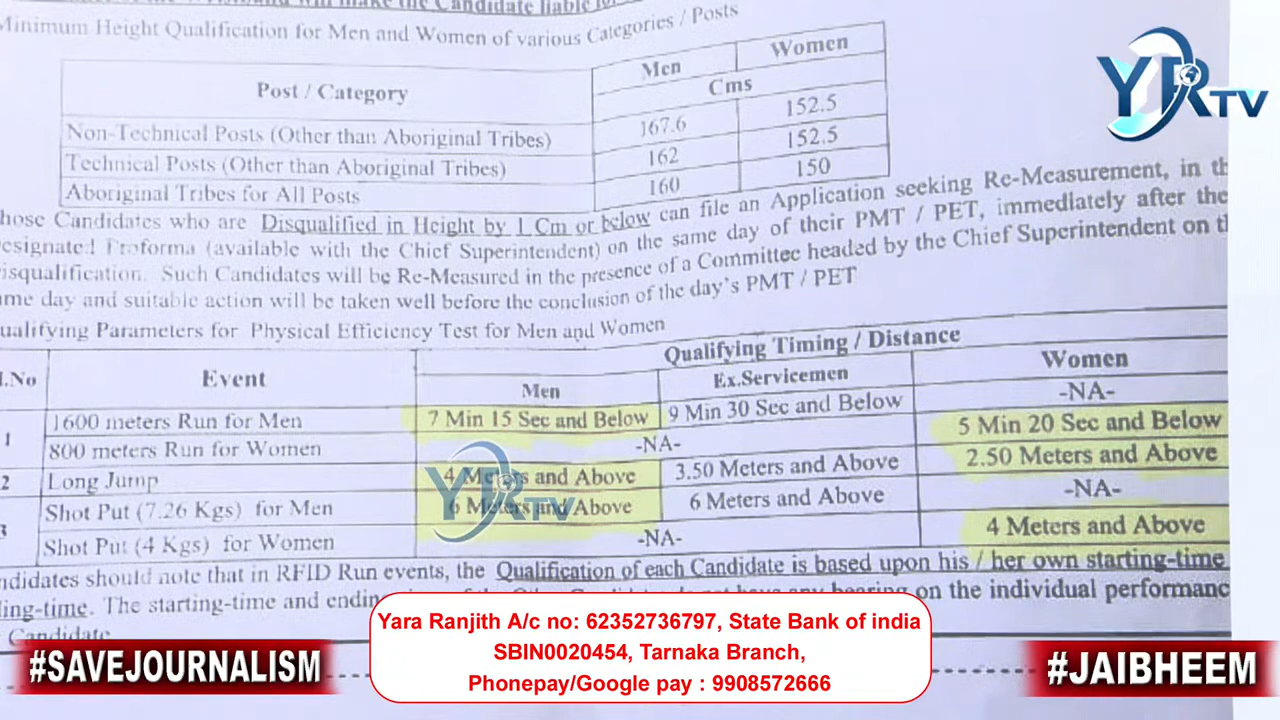 Candidate liable
Minimum Height Qualification for Men and Women of various Categories / Posts
Post / Category Men Women
Cms
Non-Technical Posts (Other than Aboriginal Tribes) 167.6 152.5
Technical Posts (Other than Aboriginal Tribes) 162 152.5
Aboriginal Tribes for All Posts 160 150
hose Candidates who are Disqualified in Height by 1 Cm or below can file an Application seeking Re-Measurement, in th
esignated Proforma (available with the Chief Superintendent) on the same day of their PMT / PET, immediately after the
isqualification. Such Candidates will be Re-Measured in the presence of a Committee headed by the Chief Superintendent on th
ame day and suitable action will be taken well before the conclusion of the day's PMT / PET
ualifying Parameters for Physical Efficiency Test for Men and Women
l.No Event Qualifying Timing / Distance
Men Ex.Servicemen Women
1 1600 meters Run for Men 7 Min 15 Sec and Below 9 Min 30 Sec and Below -NA-
800 meters Run for Women -NA- 5 Min 20 Sec and Below
2 Long Jump 4 Meters and Above 3.50 Meters and Above 2.50 Meters and Above
3 Shot Put (7.26 Kgs) for Men 6 Meters and Above 6 Meters and Above -NA-
Shot Put (4 Kgs) for Women -NA- 4 Meters and Above
ndidates should note that in RFID Run events, the Qualification of each Candidate is based upon his / her own starting-time
ling-time. The starting-time and on the individual performanc
Candidate
YR TV
YR TV
Yara Ranjith A/c no: 62352736797, State Bank of india
SBIN0020454, Tarnaka Branch,
Phonepay/Google pay : 9908572666
#SAVEJOURNALISM
#JAIBHEEM